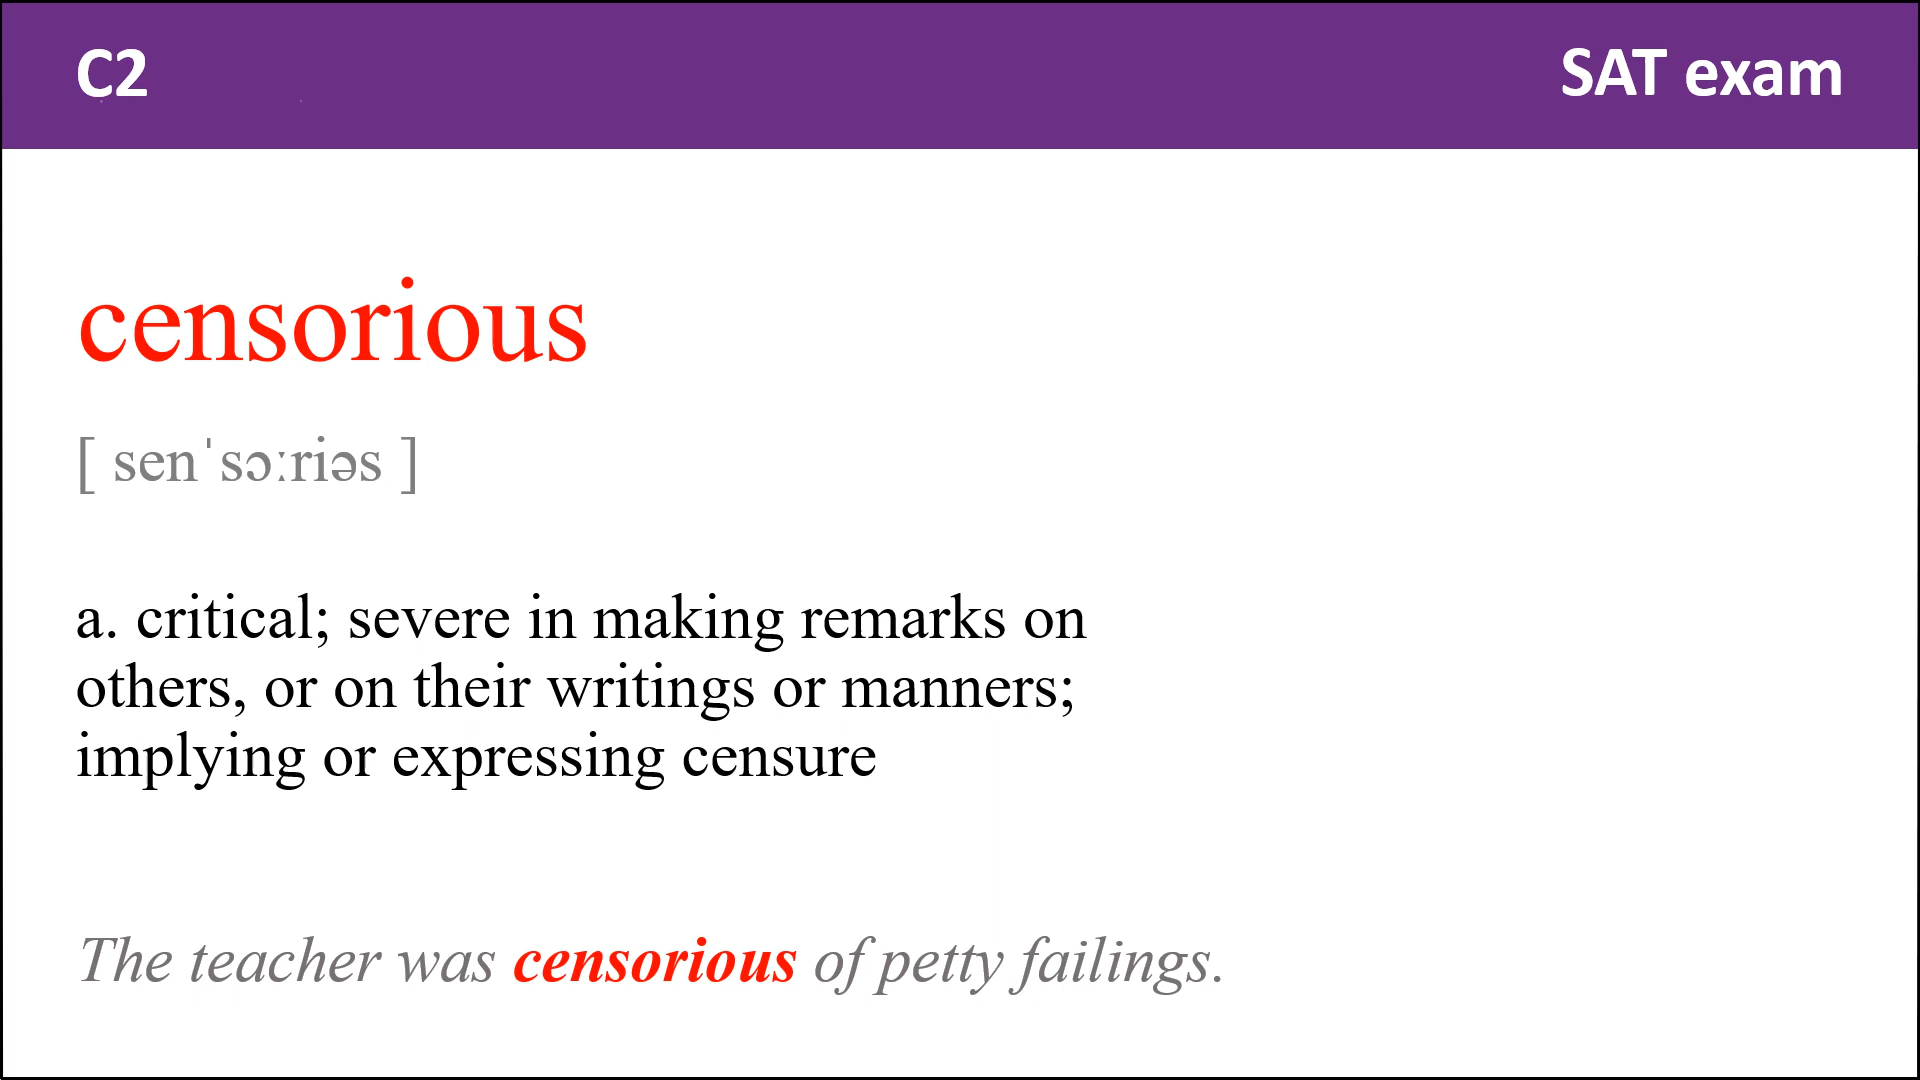 C2
SAT exam
censorious
[ senˈsɔːriəs ]
a. critical; severe in making remarks on
others, or on their writings or manners;
implying or expressing censure
The teacher was censorious of petty failings.